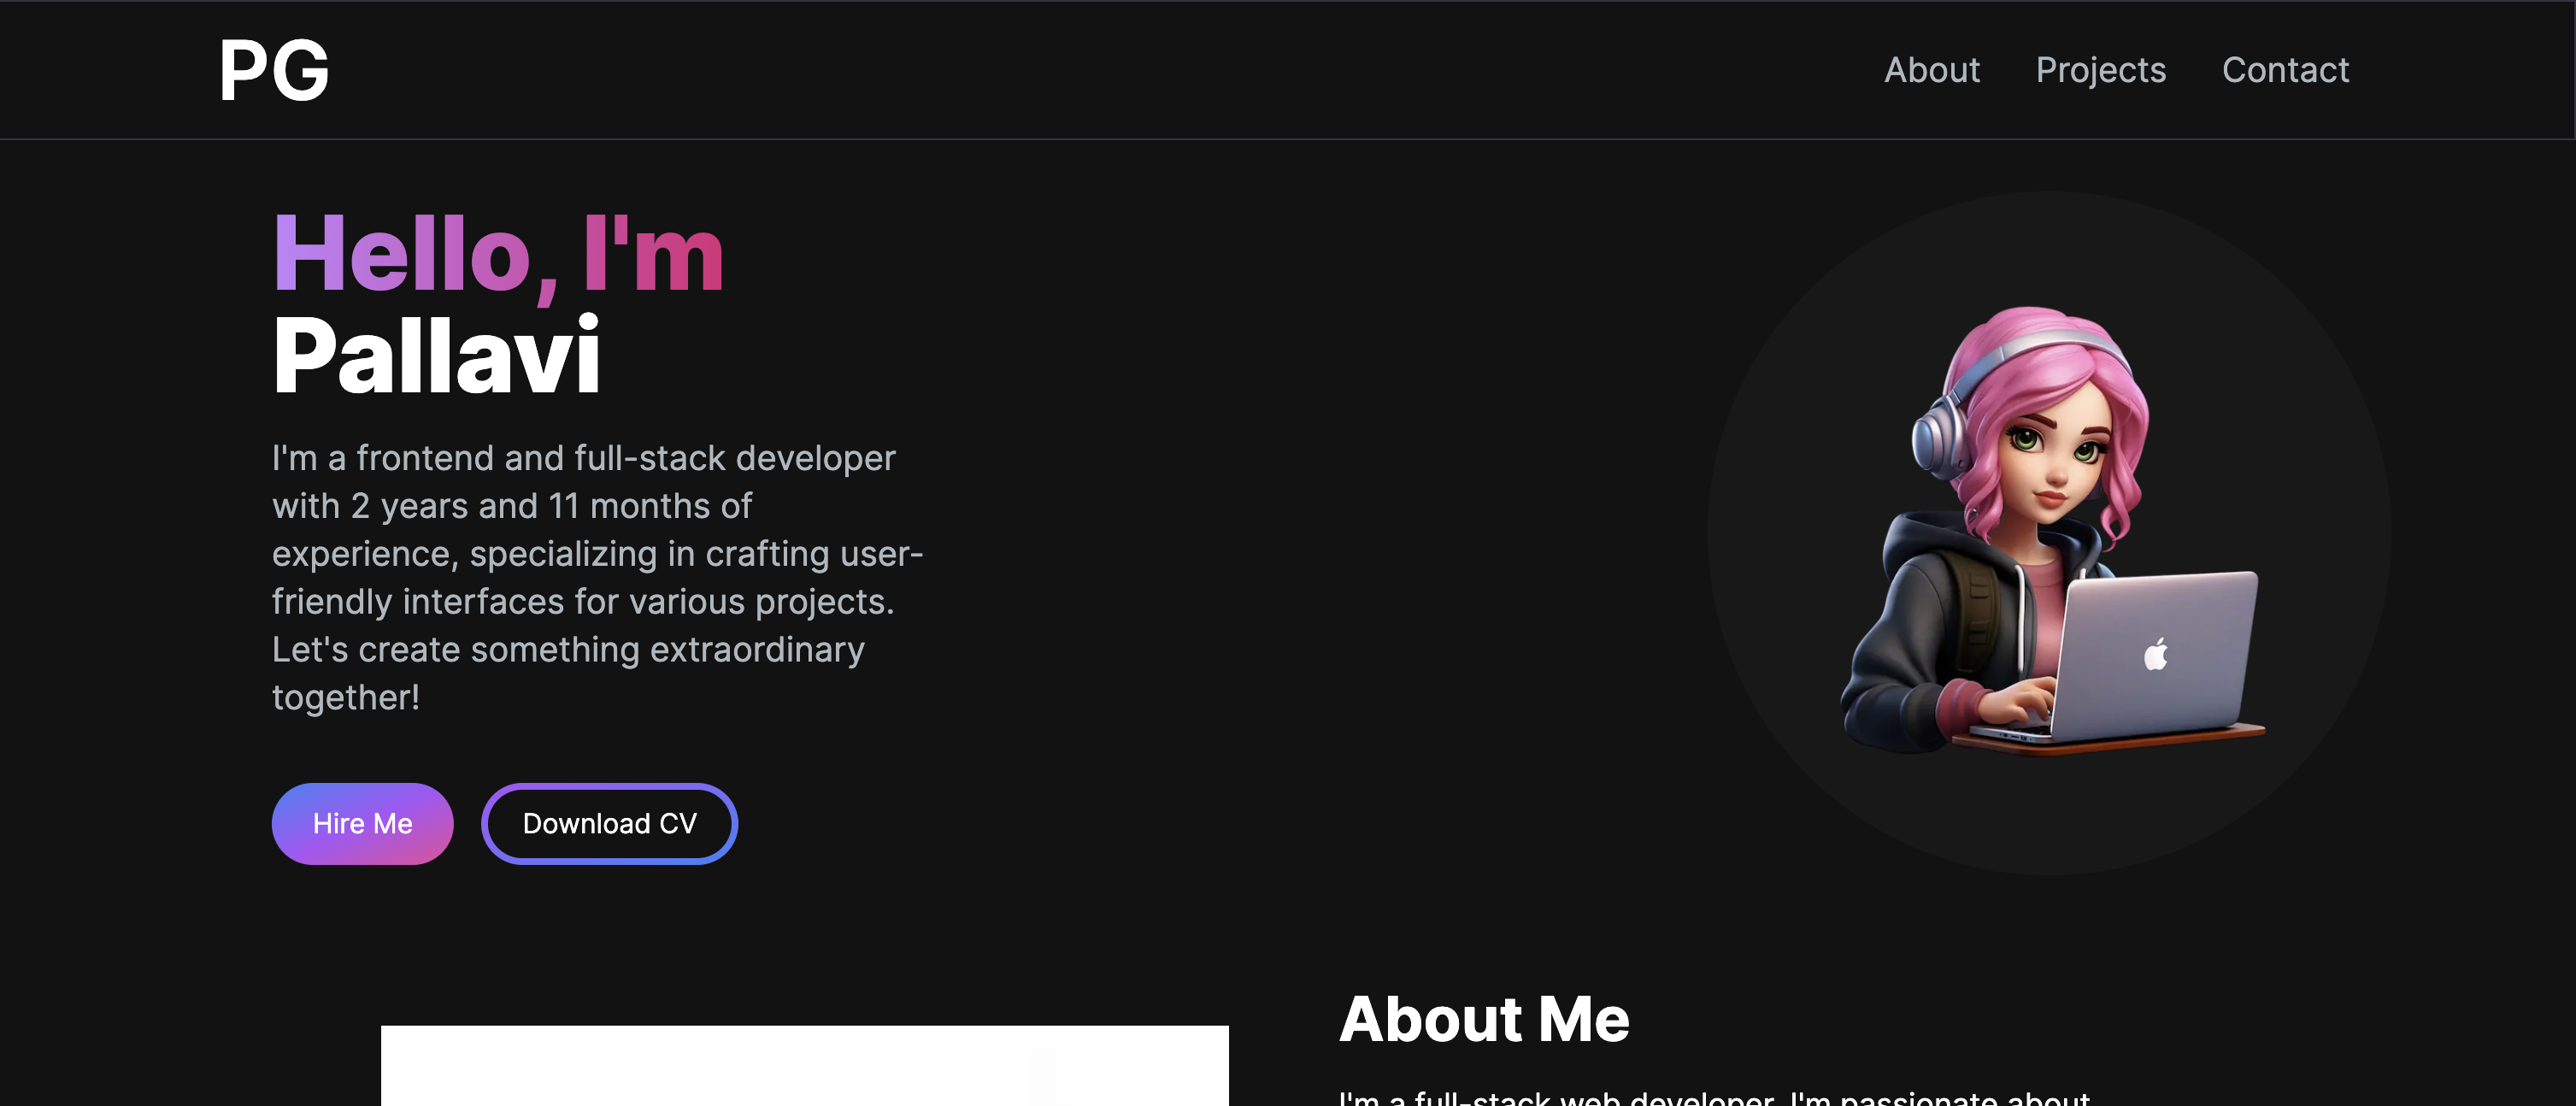 PG
About Projects Contact
Hello, I'm
Pallavi
I'm a frontend and full-stack developer
with 2 years and 11 months of
experience, specializing in crafting user-
friendly interfaces for various projects.
Let's create something extraordinary
together!
Hire Me Download CV
About Me
I'm a full-stack web developer. I'm passionate about